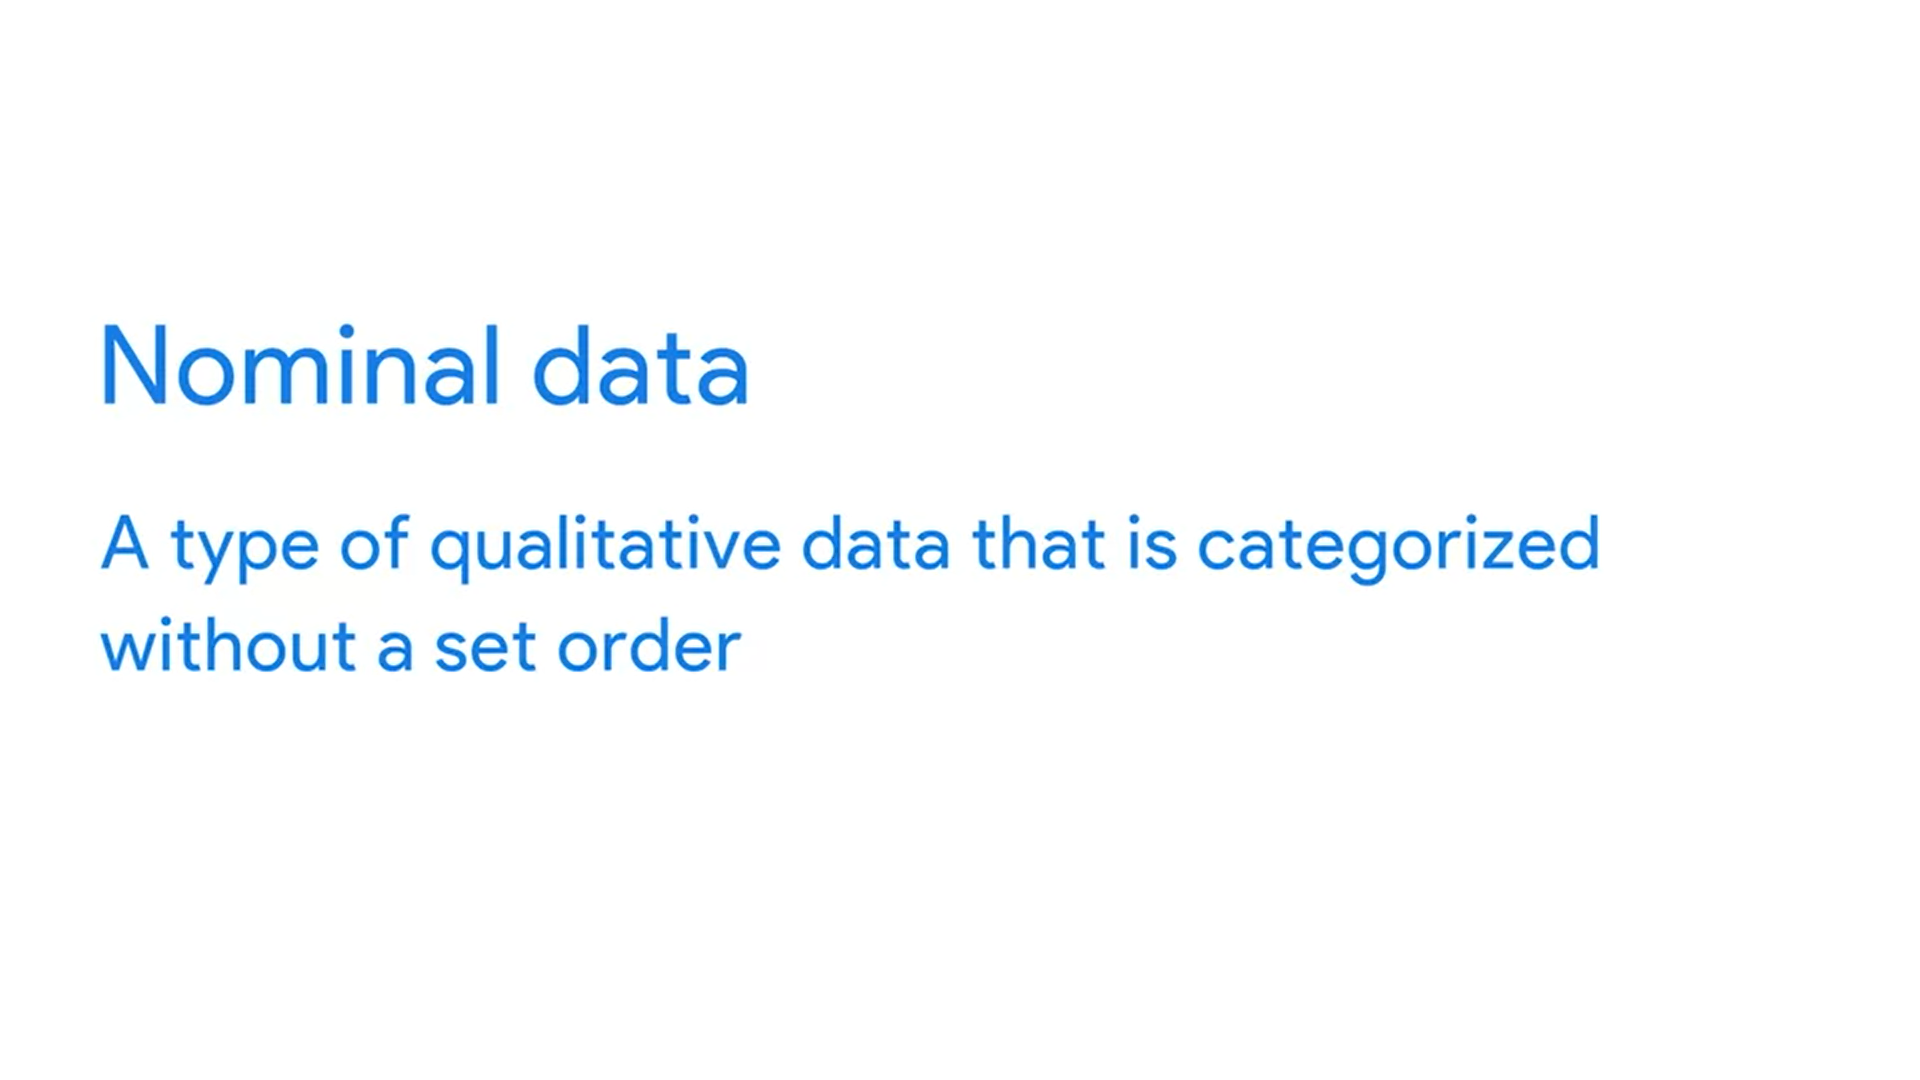 Nominal data
A type of qualitative data that is categorized
without a set order